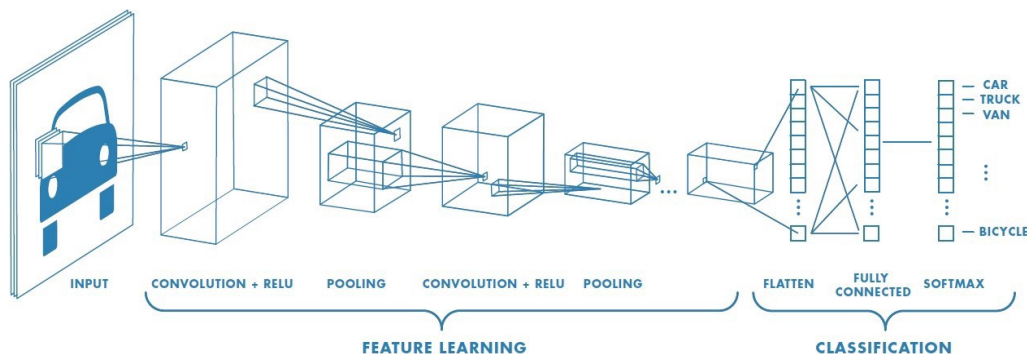 CAR
TRUCK
VAN
BICYCLE
INPUT
CONVOLUTION + RELU
POOLING
CONVOLUTION + RELU
POOLING
FLATTEN
FULLY
CONNECTED
SOFTMAX
FEATURE LEARNING
CLASSIFICATION